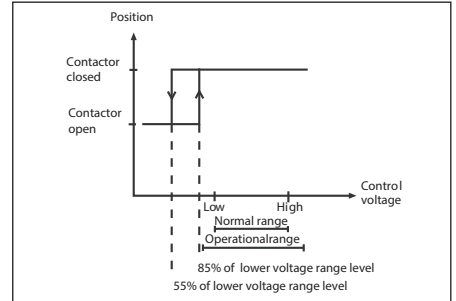 Position
Contactor
closed
Contactor
open
Control
voltage
Low
High
Normal range
Operationalrange
85% of lower voltage range level
55% of lower voltage range level